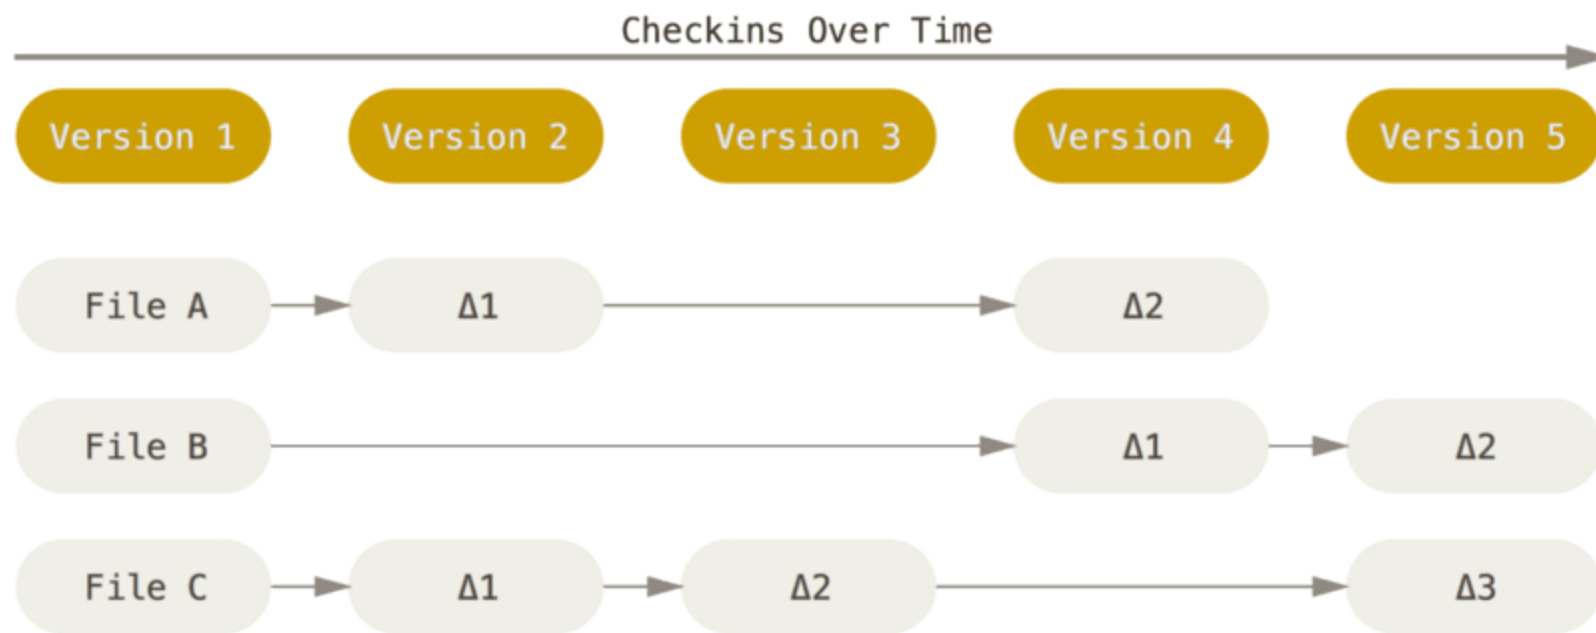 Checkins Over Time
Version 1 Version 2 Version 3 Version 4 Version 5
File A Δ1 Δ2
File B Δ1 Δ2
File C Δ1 Δ2 Δ3